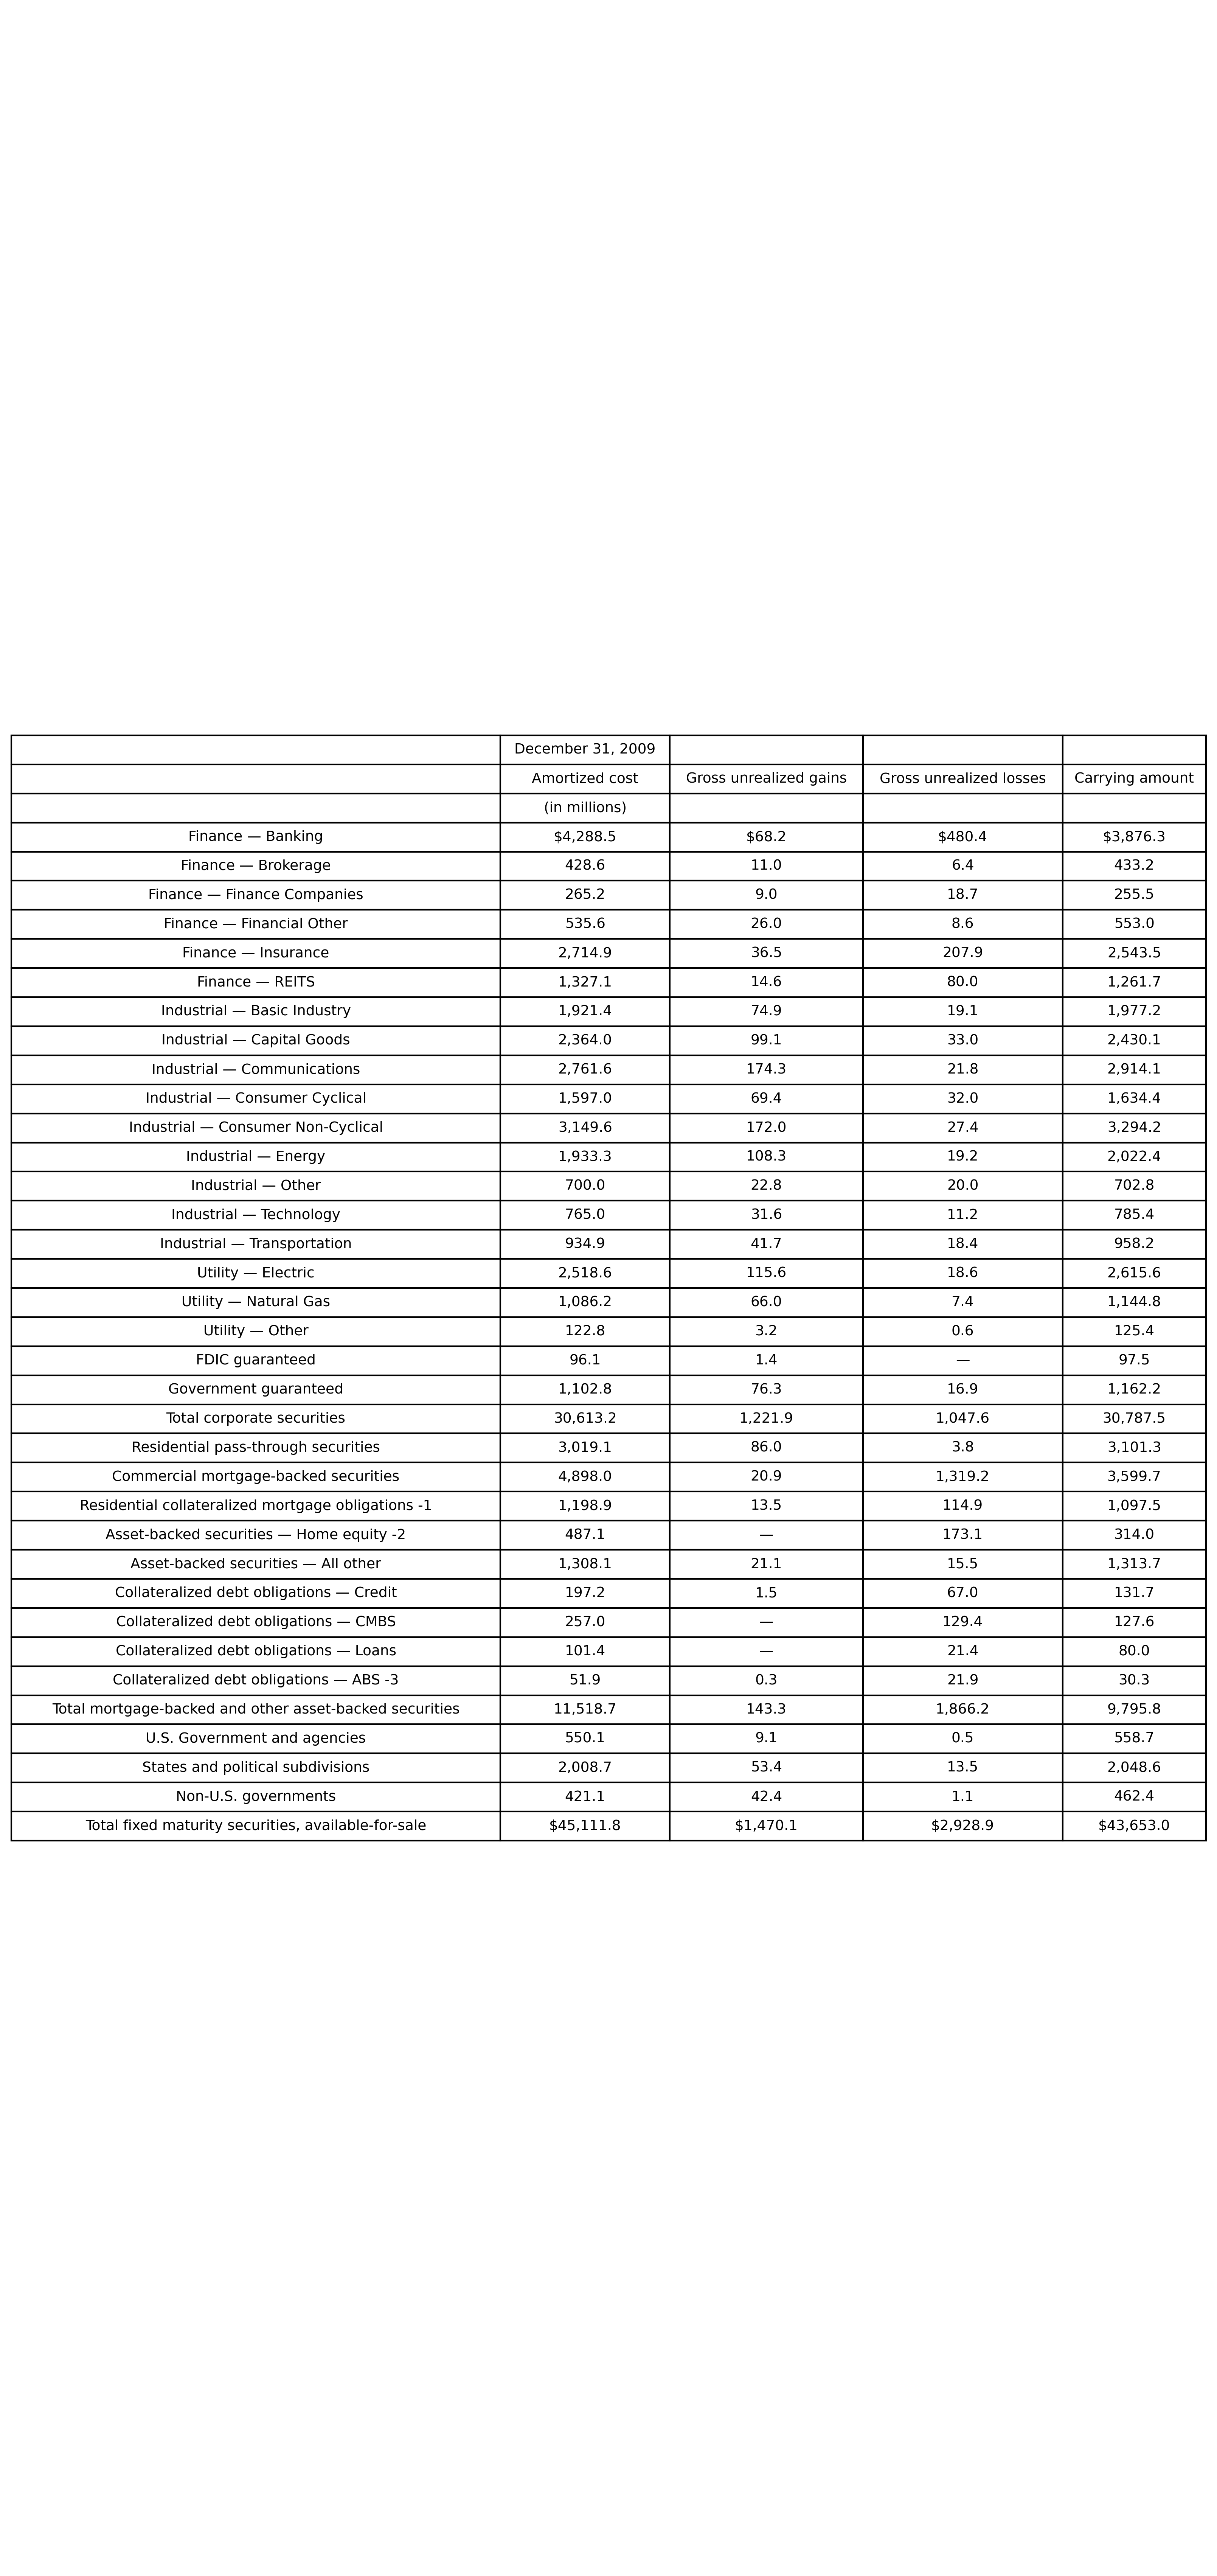 December 31, 2009
Amortized cost Gross unrealized gains Gross unrealized losses Carrying amount
(in millions)
Finance — Banking $4,288.5 $68.2 $480.4 $3,876.3
Finance — Brokerage 428.6 11.0 6.4 433.2
Finance — Finance Companies 265.2 9.0 18.7 255.5
Finance — Financial Other 535.6 26.0 8.6 553.0
Finance — Insurance 2,714.9 36.5 207.9 2,543.5
Finance — REITS 1,327.1 14.6 80.0 1,261.7
Industrial — Basic Industry 1,921.4 74.9 19.1 1,977.2
Industrial — Capital Goods 2,364.0 99.1 33.0 2,430.1
Industrial — Communications 2,761.6 174.3 21.8 2,914.1
Industrial — Consumer Cyclical 1,597.0 69.4 32.0 1,634.4
Industrial — Consumer Non-Cyclical 3,149.6 172.0 27.4 3,294.2
Industrial — Energy 1,933.3 108.3 19.2 2,022.4
Industrial — Other 700.0 22.8 20.0 702.8
Industrial — Technology 765.0 31.6 11.2 785.4
Industrial — Transportation 934.9 41.7 18.4 958.2
Utility — Electric 2,518.6 115.6 18.6 2,615.6
Utility — Natural Gas 1,086.2 66.0 7.4 1,144.8
Utility — Other 122.8 3.2 0.6 125.4
FDIC guaranteed 96.1 1.4 — 97.5
Government guaranteed 1,102.8 76.3 16.9 1,162.2
Total corporate securities 30,613.2 1,221.9 1,047.6 30,787.5
Residential pass-through securities 3,019.1 86.0 3.8 3,101.3
Commercial mortgage-backed securities 4,898.0 20.9 1,319.2 3,599.7
Residential collateralized mortgage obligations -1 1,198.9 13.5 114.9 1,097.5
Asset-backed securities — Home equity -2 487.1 — 173.1 314.0
Asset-backed securities — All other 1,308.1 21.1 15.5 1,313.7
Collateralized debt obligations — Credit 197.2 1.5 67.0 131.7
Collateralized debt obligations — CMBS 257.0 — 129.4 127.6
Collateralized debt obligations — Loans 101.4 — 21.4 80.0
Collateralized debt obligations — ABS -3 51.9 0.3 21.9 30.3
Total mortgage-backed and other asset-backed securities 11,518.7 143.3 1,866.2 9,795.8
U.S. Government and agencies 550.1 9.1 0.5 558.7
States and political subdivisions 2,008.7 53.4 13.5 2,048.6
Non-U.S. governments 421.1 42.4 1.1 462.4
Total fixed maturity securities, available-for-sale $45,111.8 $1,470.1 $2,928.9 $43,653.0